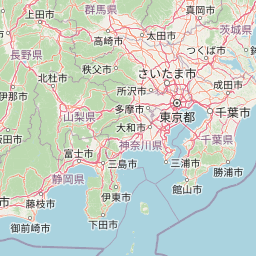 群馬県
真岡市
茨城県
上田市
高崎市
太田市
つくば市
長野県
秩父市
さいたま市
北杜市
所沢市
成田市
伊那市
山梨県
多摩市
東京都
千葉市
大和市
飯田市
富士市
神奈川県
千葉県
三島市
三浦市
静岡県
勝浦市
伊東市
館山市
藤枝市
下田市
御前崎市